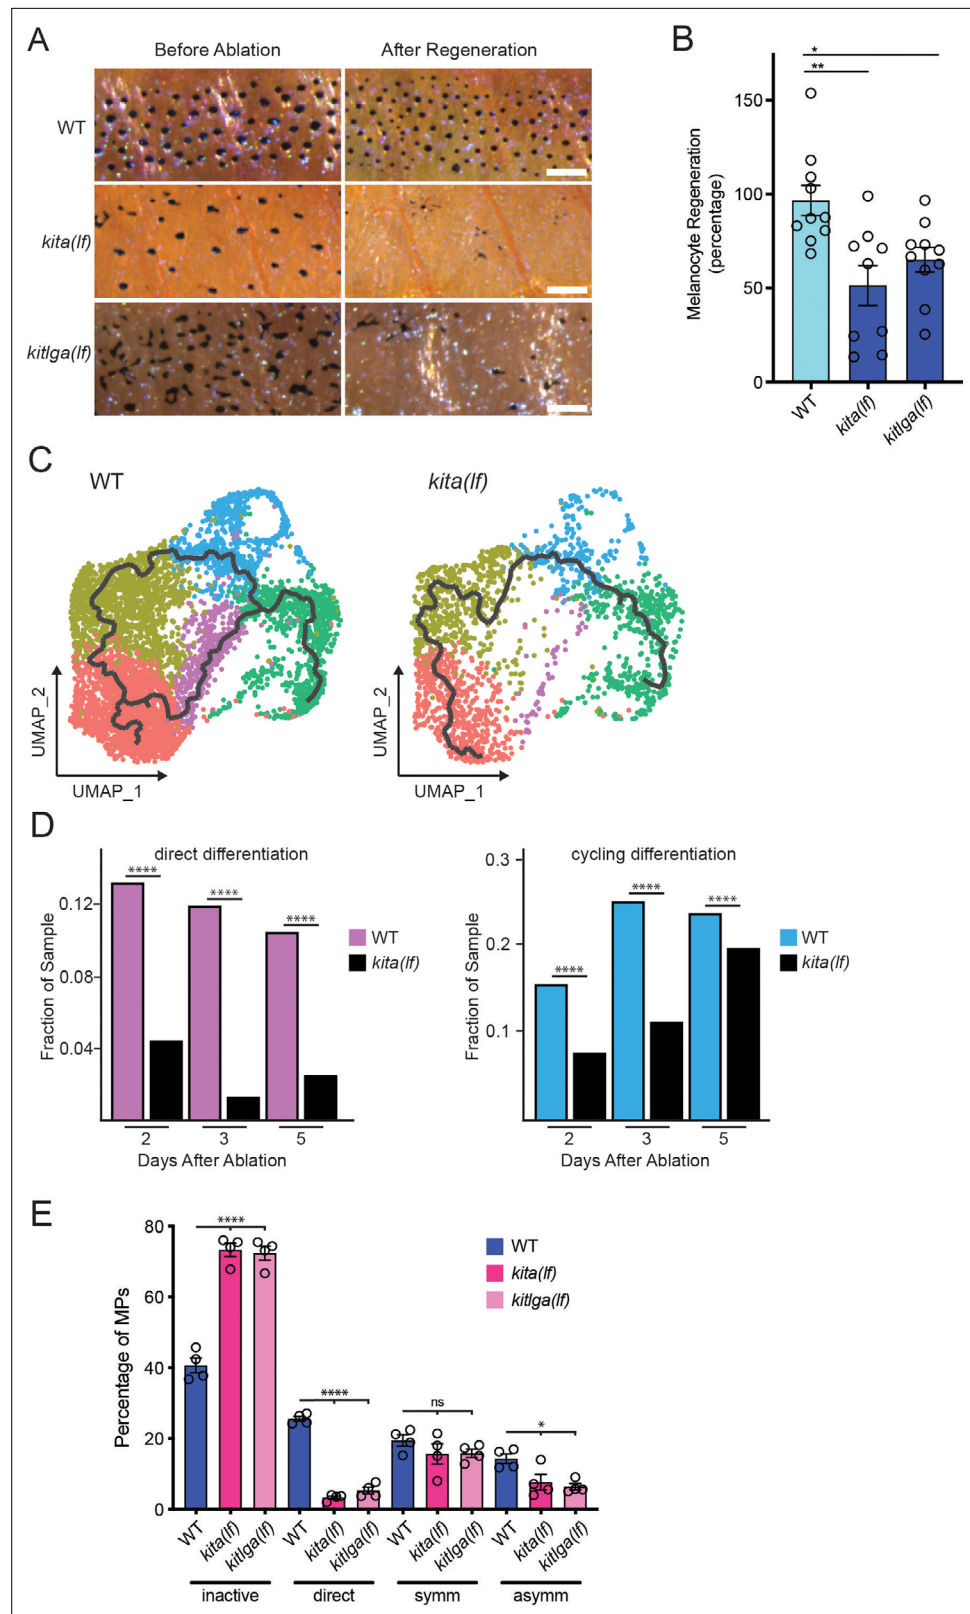 A
Before Ablation
After Regeneration
WT
kita(lf)
kitlga(lf)
B
*
**
150
100
50
0
Melanocyte Regeneration
(percentage)
WT
kita(lf)
kitlga(lf)
C
WT
kita(lf)
UMAP_2
UMAP_1
UMAP_2
UMAP_1
D
direct differentiation
**** **** ****
0.12
0.08
0.04
Fraction of Sample
2 3 5
Days After Ablation
WT
kita(lf)
cycling differentiation
**** **** ****
0.3
0.2
0.1
Fraction of Sample
2 3 5
Days After Ablation
WT
kita(lf)
E
80
60
40
20
0
Percentage of MPs
****
****
ns
*
WT
kita(lf)
kitlga(lf)
WT kita(lf) kitlga(lf) WT kita(lf) kitlga(lf) WT kita(lf) kitlga(lf) WT kita(lf) kitlga(lf)
inactive direct symm asymm